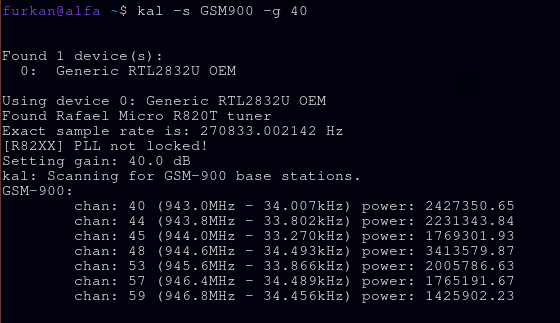 furkan@alfa ~$ kal -s GSM900 -g 40
Found 1 device(s):
0: Generic RTL2832U OEM
Using device 0: Generic RTL2832U OEM
Found Rafael Micro R820T tuner
Exact sample rate is: 270833.002142 Hz
[R82XX] PLL not locked!
Setting gain: 40.0 dB
kal: Scanning for GSM-900 base stations.
GSM-900:
chan: 40 (943.0MHz - 34.007kHz) power: 2427350.65
chan: 44 (943.8MHz - 33.802kHz) power: 2231343.84
chan: 45 (944.0MHz - 33.270kHz) power: 1769301.93
chan: 48 (944.6MHz - 34.493kHz) power: 3413579.87
chan: 53 (945.6MHz - 33.866kHz) power: 2005786.63
chan: 57 (946.4MHz - 34.489kHz) power: 1765191.67
chan: 59 (946.8MHz - 34.456kHz) power: 1425902.23